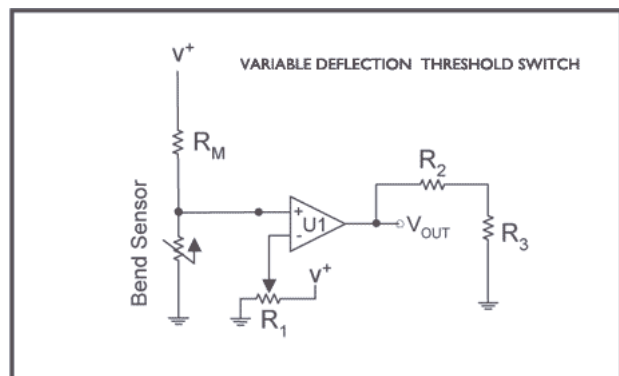 V+
VARIABLE DEFLECTION THRESHOLD SWITCH
RM
R2
Bend Sensor
+
U1
-
VOUT
R3
V+
R1